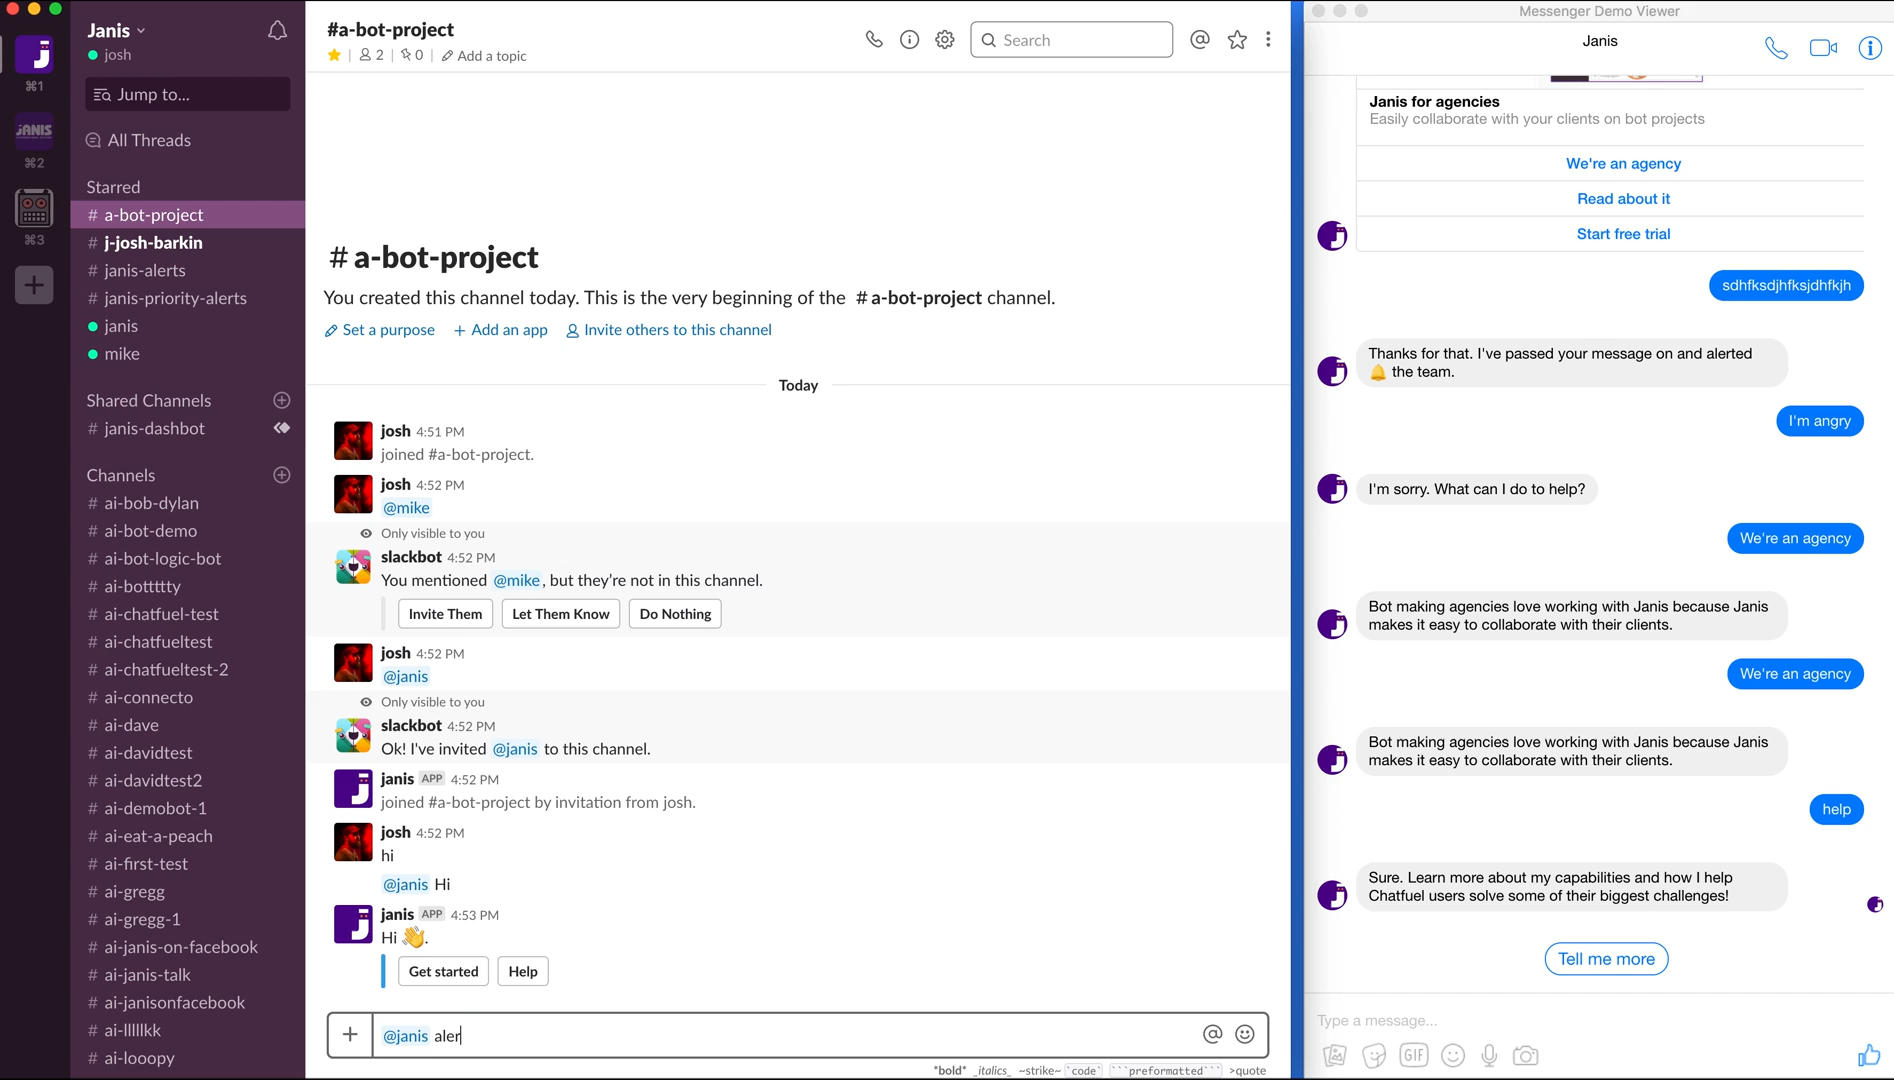 Janis
josh
⌘1
Jump to...
JANIS
⌘2
All Threads
⌘3
Starred
# a-bot-project
# j-josh-barkin
# janis-alerts
# janis-priority-alerts
janis
mike
Shared Channels
# janis-dashbot
Channels
# ai-bob-dylan
# ai-bot-demo
# ai-bot-logic-bot
# ai-bottttty
# ai-chatfuel-test
# ai-chatfueltest
# ai-chatfueltest-2
# ai-connecto
# ai-dave
# ai-davidtest
# ai-davidtest2
# ai-demobot-1
# ai-eat-a-peach
# ai-first-test
# ai-gregg
# ai-gregg-1
# ai-janis-on-facebook
# ai-janis-talk
# ai-janisonfacebook
# ai-looopy
#a-bot-project
2 | 0 | Add a topic
Search
# a-bot-project
You created this channel today. This is the very beginning of the # a-bot-project channel.
Set a purpose + Add an app Invite others to this channel
Today
josh 4:51 PM
joined #a-bot-project.
josh 4:52 PM
@mike
Only visible to you
slackbot 4:52 PM
You mentioned @mike, but they're not in this channel.
Invite Them Let Them Know Do Nothing
josh 4:52 PM
@janis
Only visible to you
slackbot 4:52 PM
Ok! I've invited @janis to this channel.
janis APP 4:52 PM
joined #a-bot-project by invitation from josh.
josh 4:52 PM
hi
@janis Hi
janis APP 4:53 PM
Hi 👋.
Get started Help
@janis aler
*bold* _italics_ ~strike~ `code` ```preformatted``` >quote
Messenger Demo Viewer
Janis
Janis for agencies
Easily collaborate with your clients on bot projects
We're an agency
Read about it
Start free trial
sdhfksdjhfksjdhfkjh
Thanks for that. I've passed your message on and alerted
🔔 the team.
I'm angry
I'm sorry. What can I do to help?
We're an agency
Bot making agencies love working with Janis because Janis
makes it easy to collaborate with their clients.
We're an agency
Bot making agencies love working with Janis because Janis
makes it easy to collaborate with their clients.
help
Sure. Learn more about my capabilities and how I help
Chatfuel users solve some of their biggest challenges!
Tell me more
Type a message...
GIF